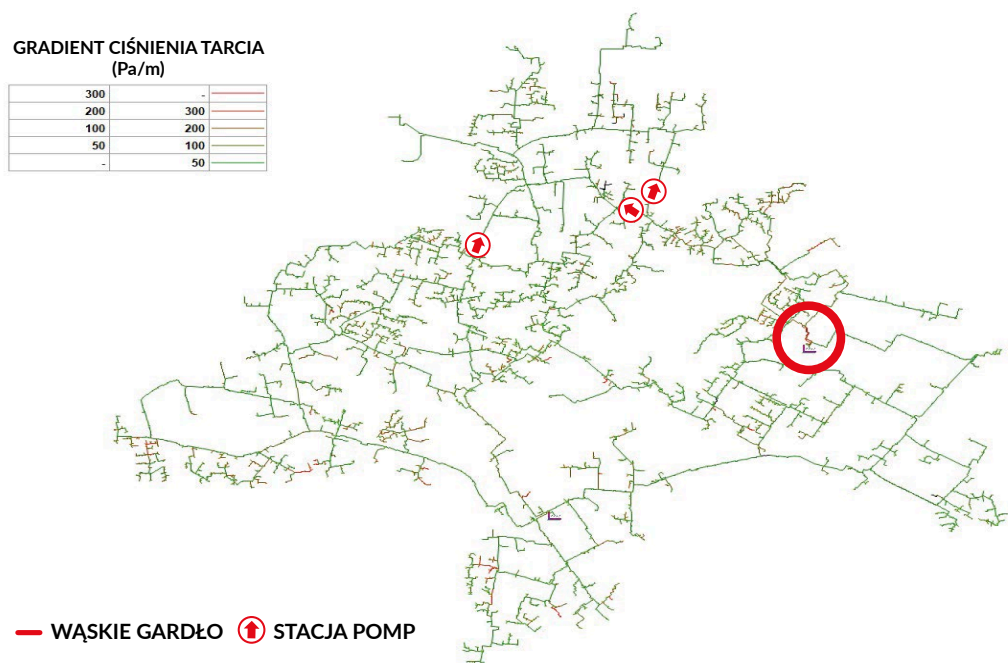 GRADIENT CIŚNIENIA TARCIA
(Pa/m)
300 -
200 300
100 200
50 100
- 50
WĄSKIE GARDŁO STACJA POMP